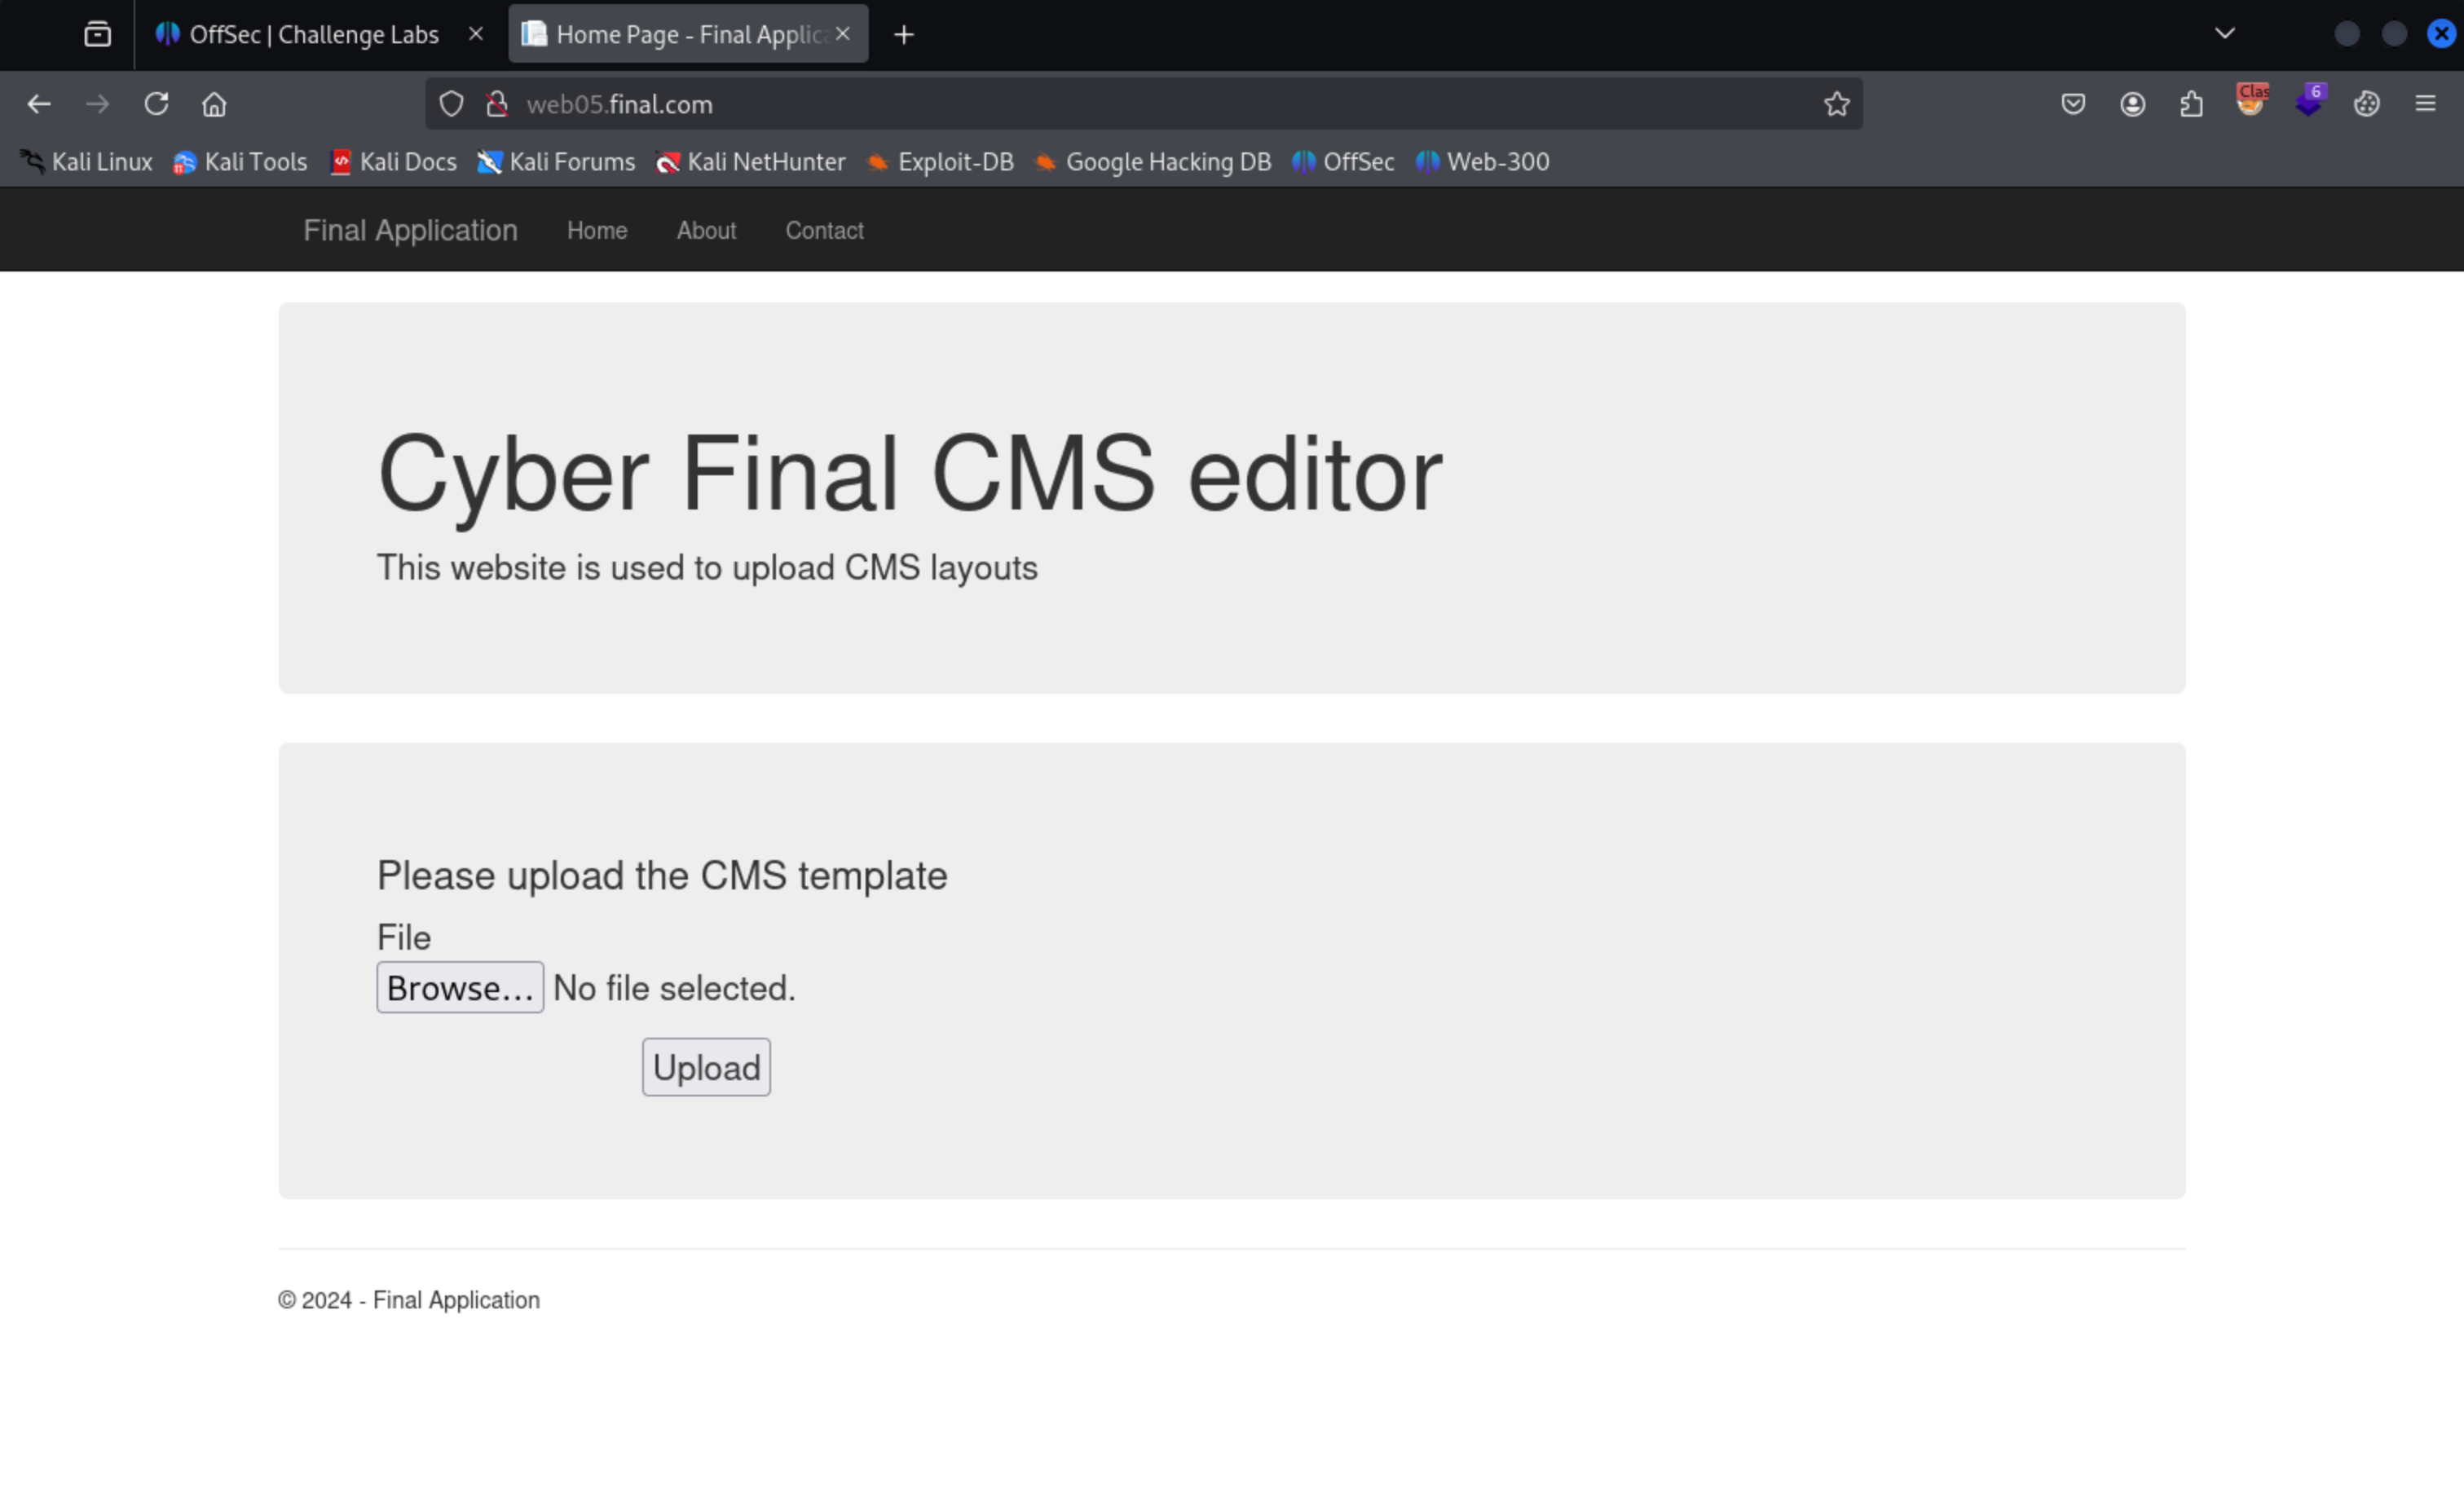 OffSec | Challenge Labs
Home Page - Final Applic
web05.final.com
Clas
6
Kali Linux Kali Tools Kali Docs Kali Forums Kali NetHunter Exploit-DB Google Hacking DB OffSec Web-300
Final Application Home About Contact
Cyber Final CMS editor
This website is used to upload CMS layouts
Please upload the CMS template
File
Browse... No file selected.
Upload
© 2024 - Final Application